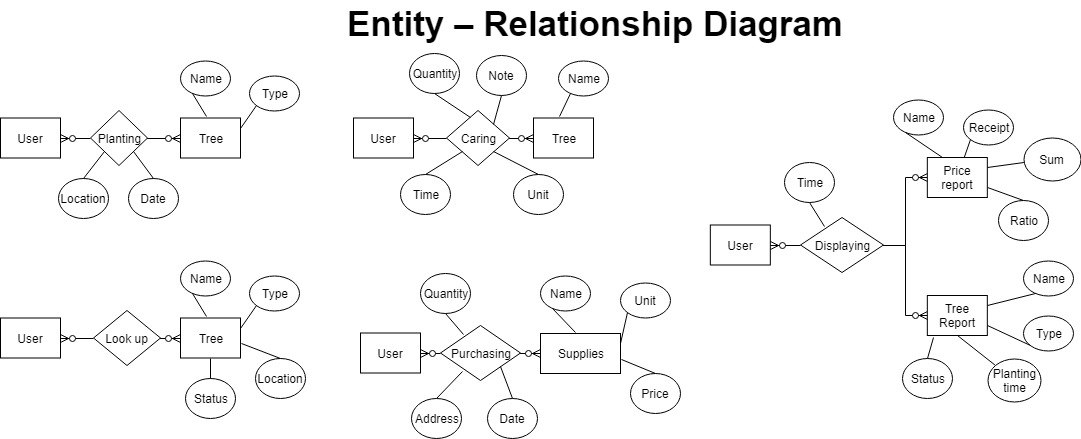 Entity – Relationship Diagram
Name
Type
User
Planting
Tree
Location
Date
Quantity
Note
Name
User
Caring
Tree
Time
Unit
Name
Type
User
Look up
Tree
Status
Location
Quantity
Name
Unit
User
Purchasing
Supplies
Address
Date
Price
Time
User
Displaying
Name
Receipt
Sum
Price
report
Ratio
Name
Tree
Report
Type
Status
Planting
time